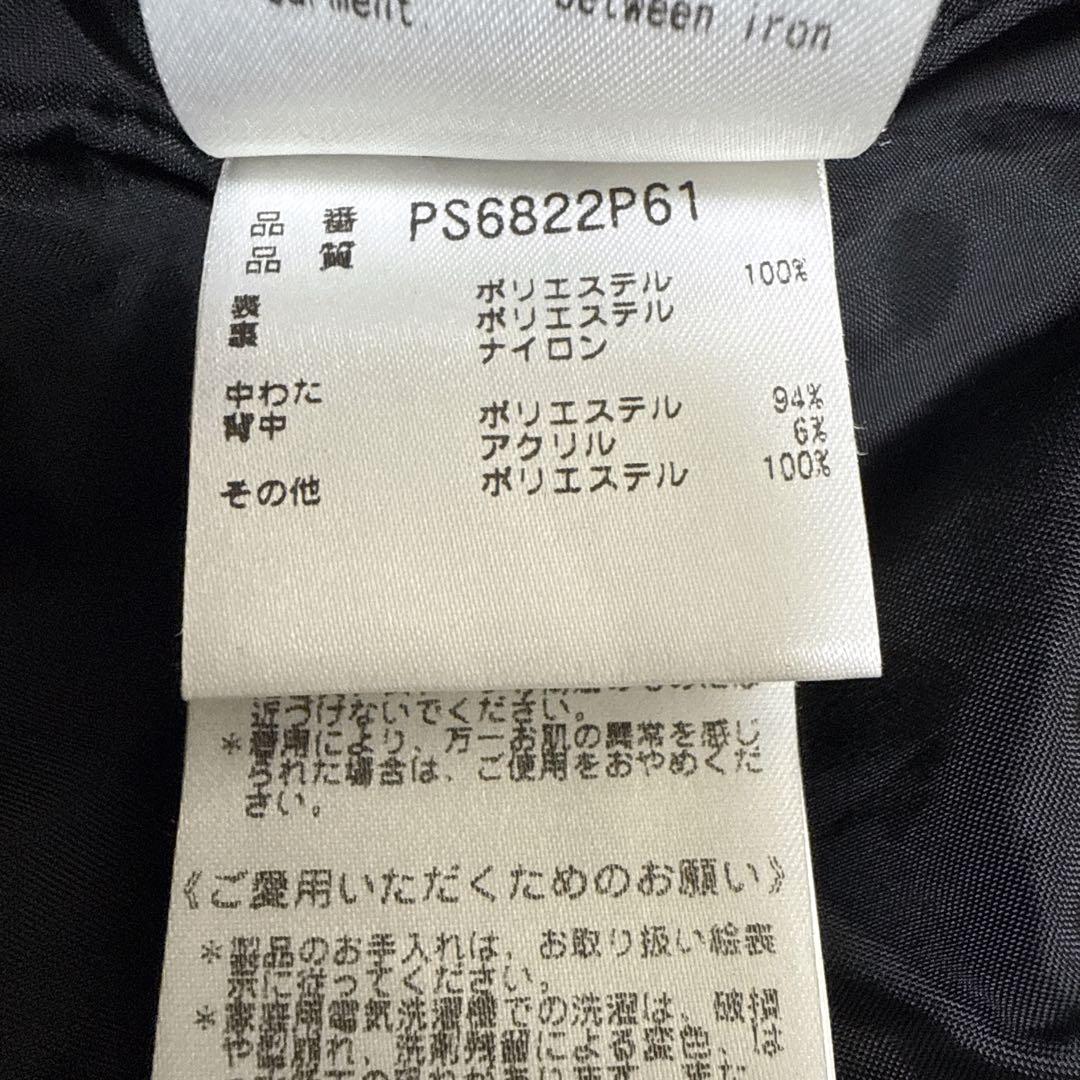 between iron
品 番 PS6822P61
品 質
表 ポリエステル 100%
裏 ポリエステル
ナイロン
中わた ポリエステル 94%
背中 アクリル 6%
その他 ポリエステル 100%
近づけないでください。
*着用により、万一お肌の異常を感じ
られた場合は、ご使用をおやめくだ
さい。
《ご愛用いただくためのお願い》
*製品のお手入れは、お取り扱い絵表
示に従ってください。
電気洗濯機での洗濯は、破損
や型崩れ、洗剤残留による変色、は